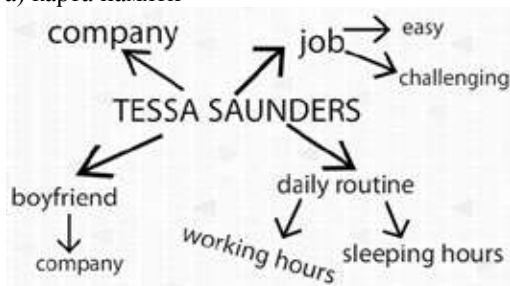 company
job
easy
challenging
TESSA SAUNDERS
boyfriend
daily routine
company
working hours
sleeping hours